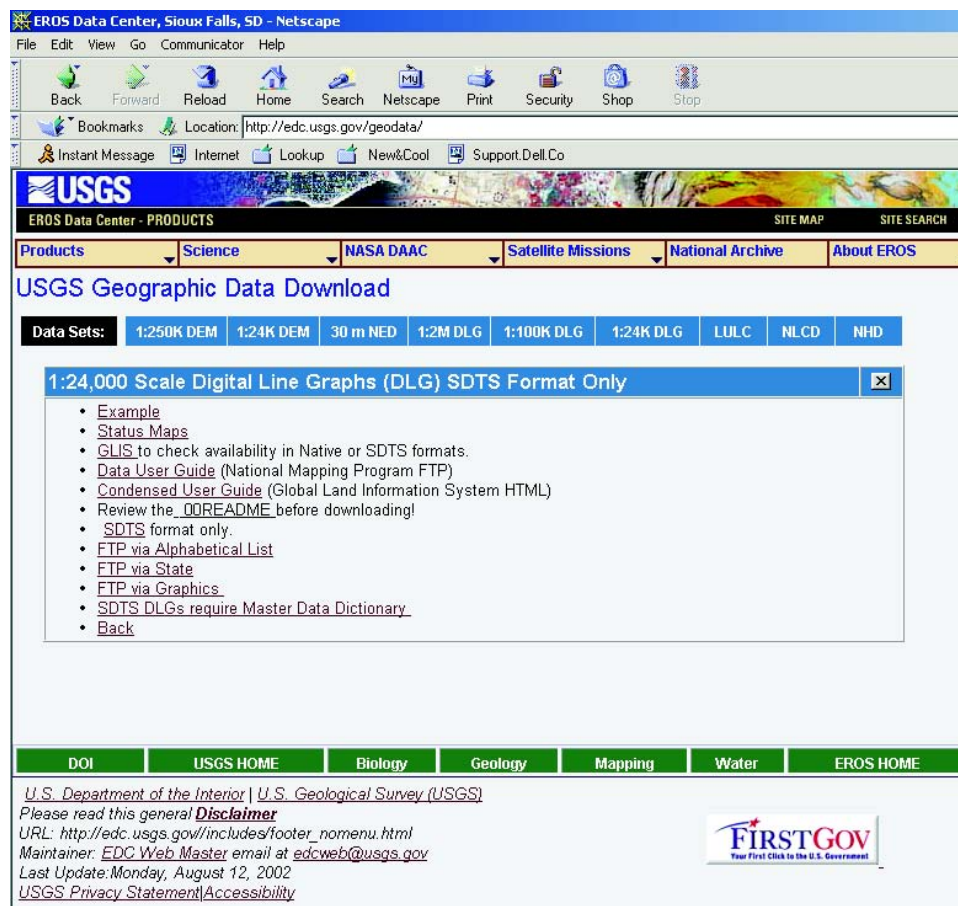 EROS Data Center, Sioux Falls, SD - Netscape
File Edit View Go Communicator Help
Back Forward Reload Home Search Netscape Print Security Shop Stop
My
Bookmarks Location: http://edc.usgs.gov/geodata/
Instant Message Internet Lookup New&Cool Support.Dell.Co
USGS
EROS Data Center - PRODUCTS SITE MAP SITE SEARCH
Products Science NASA DAAC Satellite Missions National Archive About EROS
USGS Geographic Data Download
Data Sets: 1:250K DEM 1:24K DEM 30 m NED 1:2M DLG 1:100K DLG 1:24K DLG LULC NLCD NHD
1:24,000 Scale Digital Line Graphs (DLG) SDTS Format Only
• Example
• Status Maps
• GLIS to check availability in Native or SDTS formats.
• Data User Guide (National Mapping Program FTP)
• Condensed User Guide (Global Land Information System HTML)
• Review the 00README before downloading!
• SDTS format only.
• FTP via Alphabetical List
• FTP via State
• FTP via Graphics
• SDTS DLGs require Master Data Dictionary
• Back
DOI USGS HOME Biology Geology Mapping Water EROS HOME
U.S. Department of the Interior | U.S. Geological Survey (USGS)
Please read this general Disclaimer
URL: http://edc.usgs.gov//includes/footer_nomenu.html
Maintainer: EDC Web Master email at edcweb@usgs.gov
Last Update:Monday, August 12, 2002
USGS Privacy Statement|Accessibility
FIRSTGOV
Your First Click to the U.S. Government